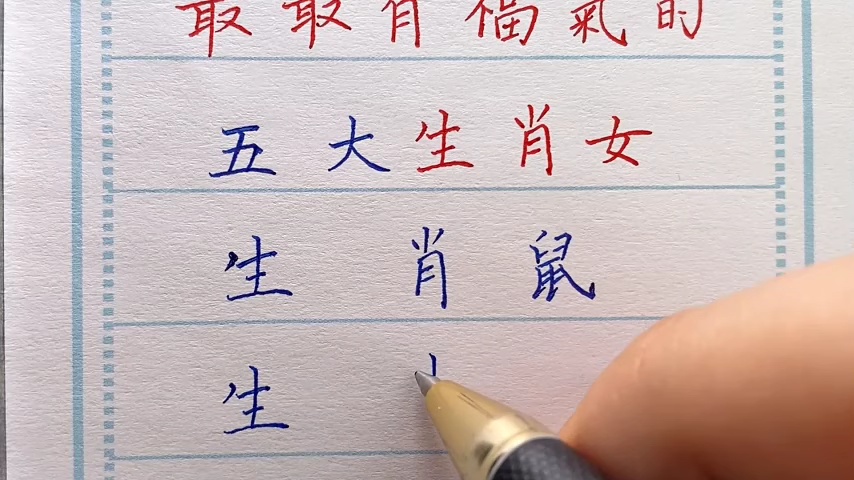 最最有福氣的
五大生肖女
生肖鼠
生